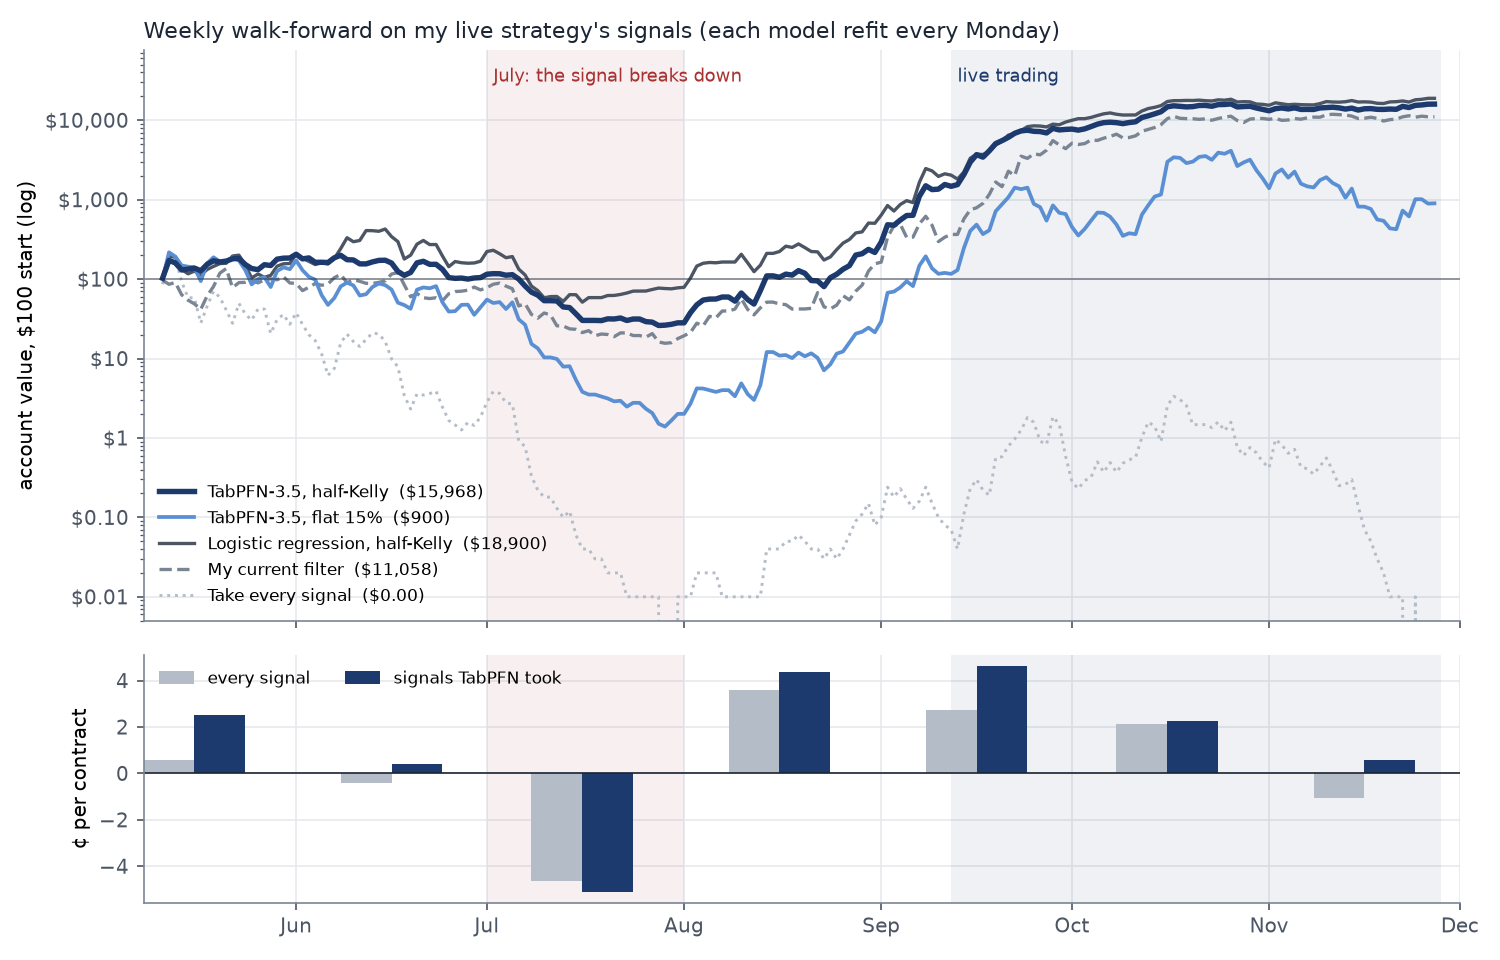 Weekly walk-forward on my live strategy's signals (each model refit every Monday)
July: the signal breaks down
live trading
account value, $100 start (log)
$10,000
$1,000
$100
$10
$1
$0.10
$0.01
TabPFN-3.5, half-Kelly ($15,968)
TabPFN-3.5, flat 15% ($900)
Logistic regression, half-Kelly ($18,900)
My current filter ($11,058)
Take every signal ($0.00)
every signal
signals TabPFN took
¢ per contract
4
2
0
−2
−4
Jun
Jul
Aug
Sep
Oct
Nov
Dec